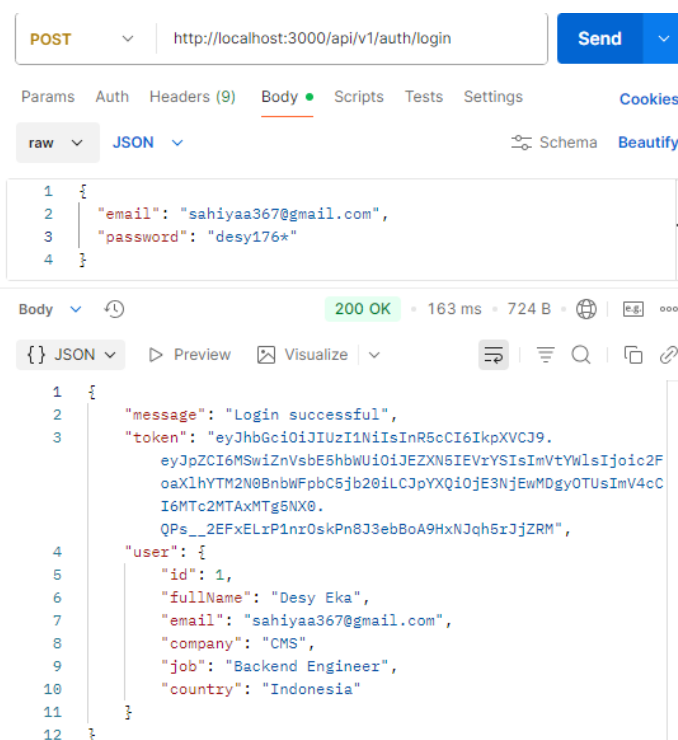 POST http://localhost:3000/api/v1/auth/login Send
Params Auth Headers (9) Body Scripts Tests Settings Cookies
raw JSON Schema Beautify
1 {
2 "email": "sahiyaa367@gmail.com",
3 "password": "desy176*"
4 }
Body 200 OK 163 ms 724 B e.g.
{} JSON Preview Visualize
1 {
2 "message": "Login successful",
3 "token": "eyJhbGciOiJIUzI1NiIsInR5cCI6IkpXVCJ9.
eyJpZCI6MSwiZnVsbE5hbWUiOiJEZXN5IEVrYSIsImVtYWlsIjoic2F
oaXlhYTM2N0BnbWFpbC5jb20iLCJpYXQiOjE3NjEwMDgyOTUsImV4cC
I6MTc2MTAxMTg5NX0.
QPs__2EFxELrP1nrOskPn8J3ebBoA9HxNJqh5rJjZRM",
4 "user": {
5 "id": 1,
6 "fullName": "Desy Eka",
7 "email": "sahiyaa367@gmail.com",
8 "company": "CMS",
9 "job": "Backend Engineer",
10 "country": "Indonesia"
11 }
12 }